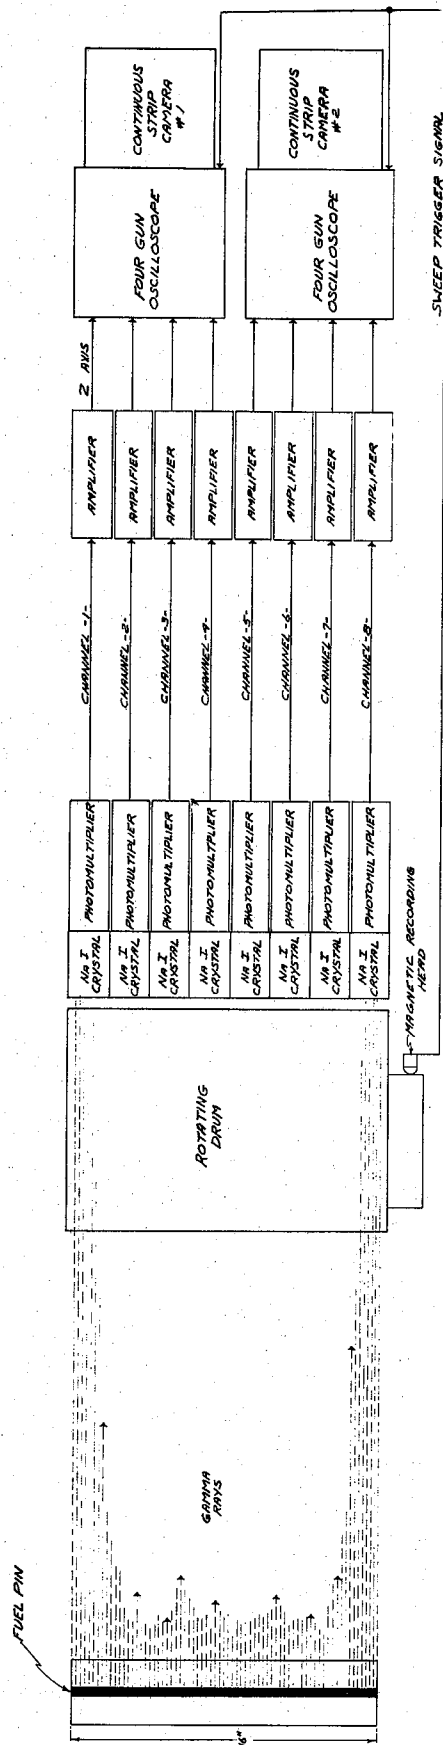 FUEL PIN
6"
GAMMA
RAYS
ROTATING
DRUM
MAGNETIC RECORDING
HEAD
NA I
CRYSTAL
NA I
CRYSTAL
NA I
CRYSTAL
NA I
CRYSTAL
NA I
CRYSTAL
NA I
CRYSTAL
NA I
CRYSTAL
NA I
CRYSTAL
PHOTOMULTIPLIER
PHOTOMULTIPLIER
PHOTOMULTIPLIER
PHOTOMULTIPLIER
PHOTOMULTIPLIER
PHOTOMULTIPLIER
PHOTOMULTIPLIER
PHOTOMULTIPLIER
CHANNEL -1-
CHANNEL -2-
CHANNEL -3-
CHANNEL -4-
CHANNEL -5-
CHANNEL -6-
CHANNEL -7-
CHANNEL -8-
AMPLIFIER
AMPLIFIER
AMPLIFIER
AMPLIFIER
AMPLIFIER
AMPLIFIER
AMPLIFIER
AMPLIFIER
Z AXIS
FOUR GUN
OSCILLOSCOPE
FOUR GUN
OSCILLOSCOPE
CONTINUOUS
STRIP
CAMERA
#1
CONTINUOUS
STRIP
CAMERA
#2
SWEEP TRIGGER SIGNAL